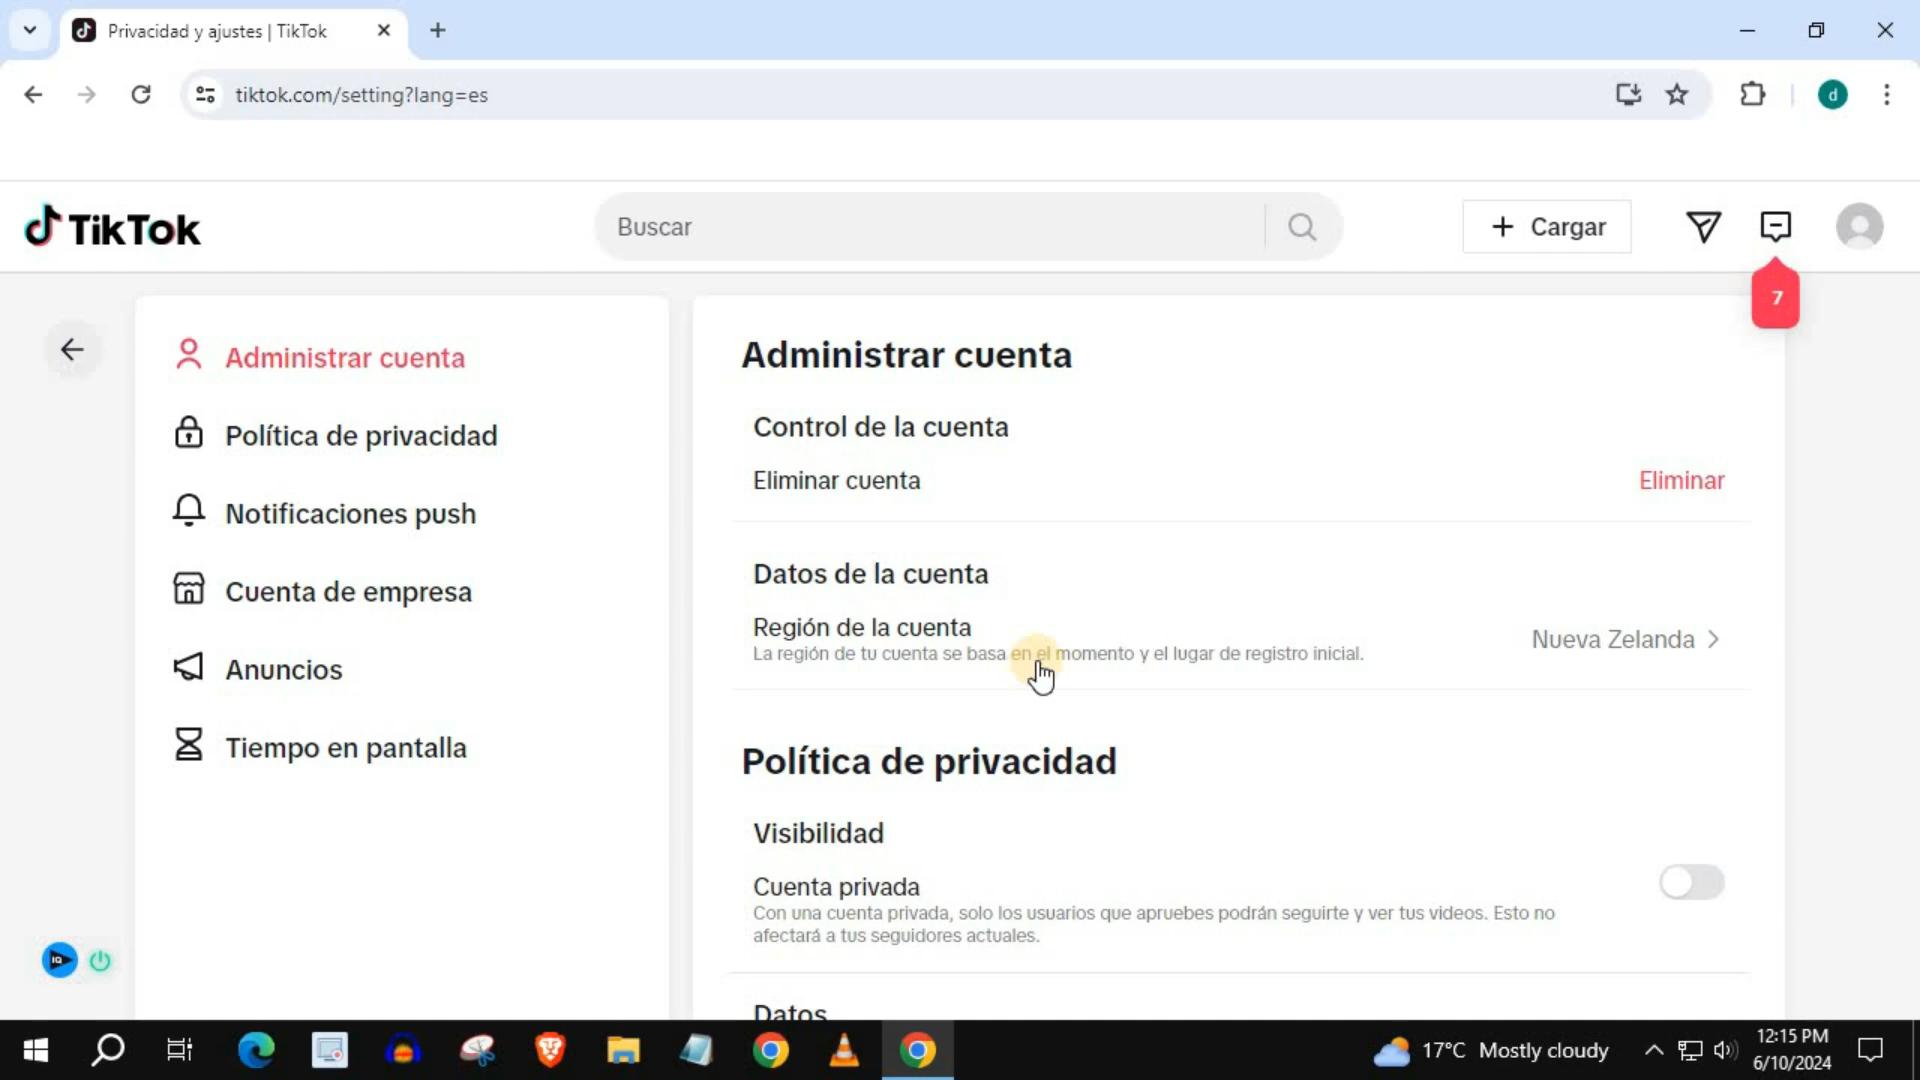 Privacidad y ajustes | TikTok
tiktok.com/setting?lang=es
d
TikTok
Buscar
Cargar
7
Administrar cuenta
Política de privacidad
Notificaciones push
Cuenta de empresa
Anuncios
Tiempo en pantalla
Administrar cuenta
Control de la cuenta
Eliminar cuenta
Eliminar
Datos de la cuenta
Región de la cuenta
La región de tu cuenta se basa en el momento y el lugar de registro inicial.
Nueva Zelanda
Política de privacidad
Visibilidad
Cuenta privada
Con una cuenta privada, solo los usuarios que apruebes podrán seguirte y ver tus videos. Esto no
afectará a tus seguidores actuales.
Datos
IQ
17°C Mostly cloudy
12:15 PM
6/10/2024